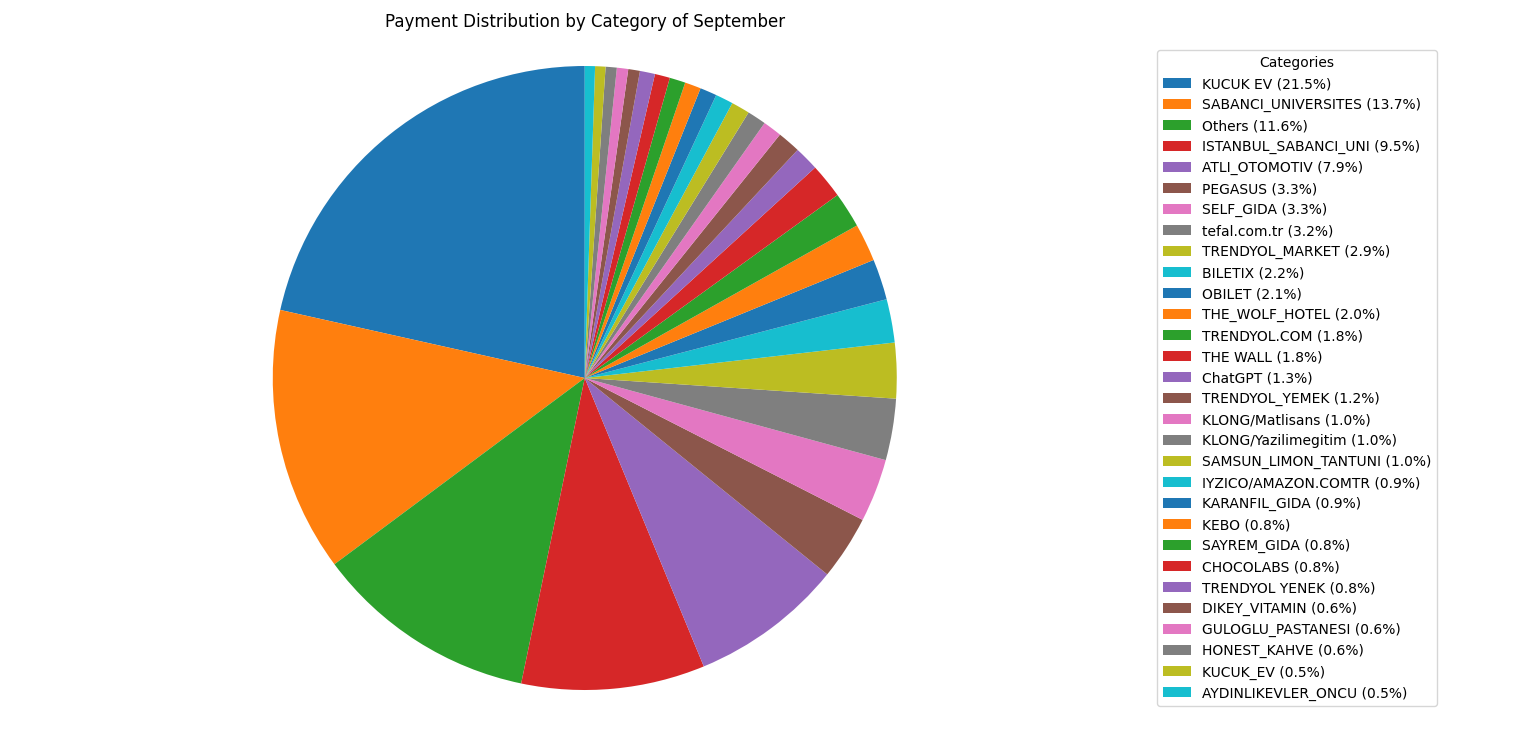 Payment Distribution by Category of September
Categories
KUCUK EV (21.5%)
SABANCI_UNIVERSITES (13.7%)
Others (11.6%)
ISTANBUL_SABANCI_UNI (9.5%)
ATLI_OTOMOTIV (7.9%)
PEGASUS (3.3%)
SELF_GIDA (3.3%)
tefal.com.tr (3.2%)
TRENDYOL_MARKET (2.9%)
BILETIX (2.2%)
OBILET (2.1%)
THE_WOLF_HOTEL (2.0%)
TRENDYOL.COM (1.8%)
THE WALL (1.8%)
ChatGPT (1.3%)
TRENDYOL_YEMEK (1.2%)
KLONG/Matlisans (1.0%)
KLONG/Yazilimegitim (1.0%)
SAMSUN_LIMON_TANTUNI (1.0%)
IYZICO/AMAZON.COMTR (0.9%)
KARANFIL_GIDA (0.9%)
KEBO (0.8%)
SAYREM_GIDA (0.8%)
CHOCOLABS (0.8%)
TRENDYOL YENEK (0.8%)
DIKEY_VITAMIN (0.6%)
GULOGLU_PASTANESI (0.6%)
HONEST_KAHVE (0.6%)
KUCUK_EV (0.5%)
AYDINLIKEVLER_ONCU (0.5%)